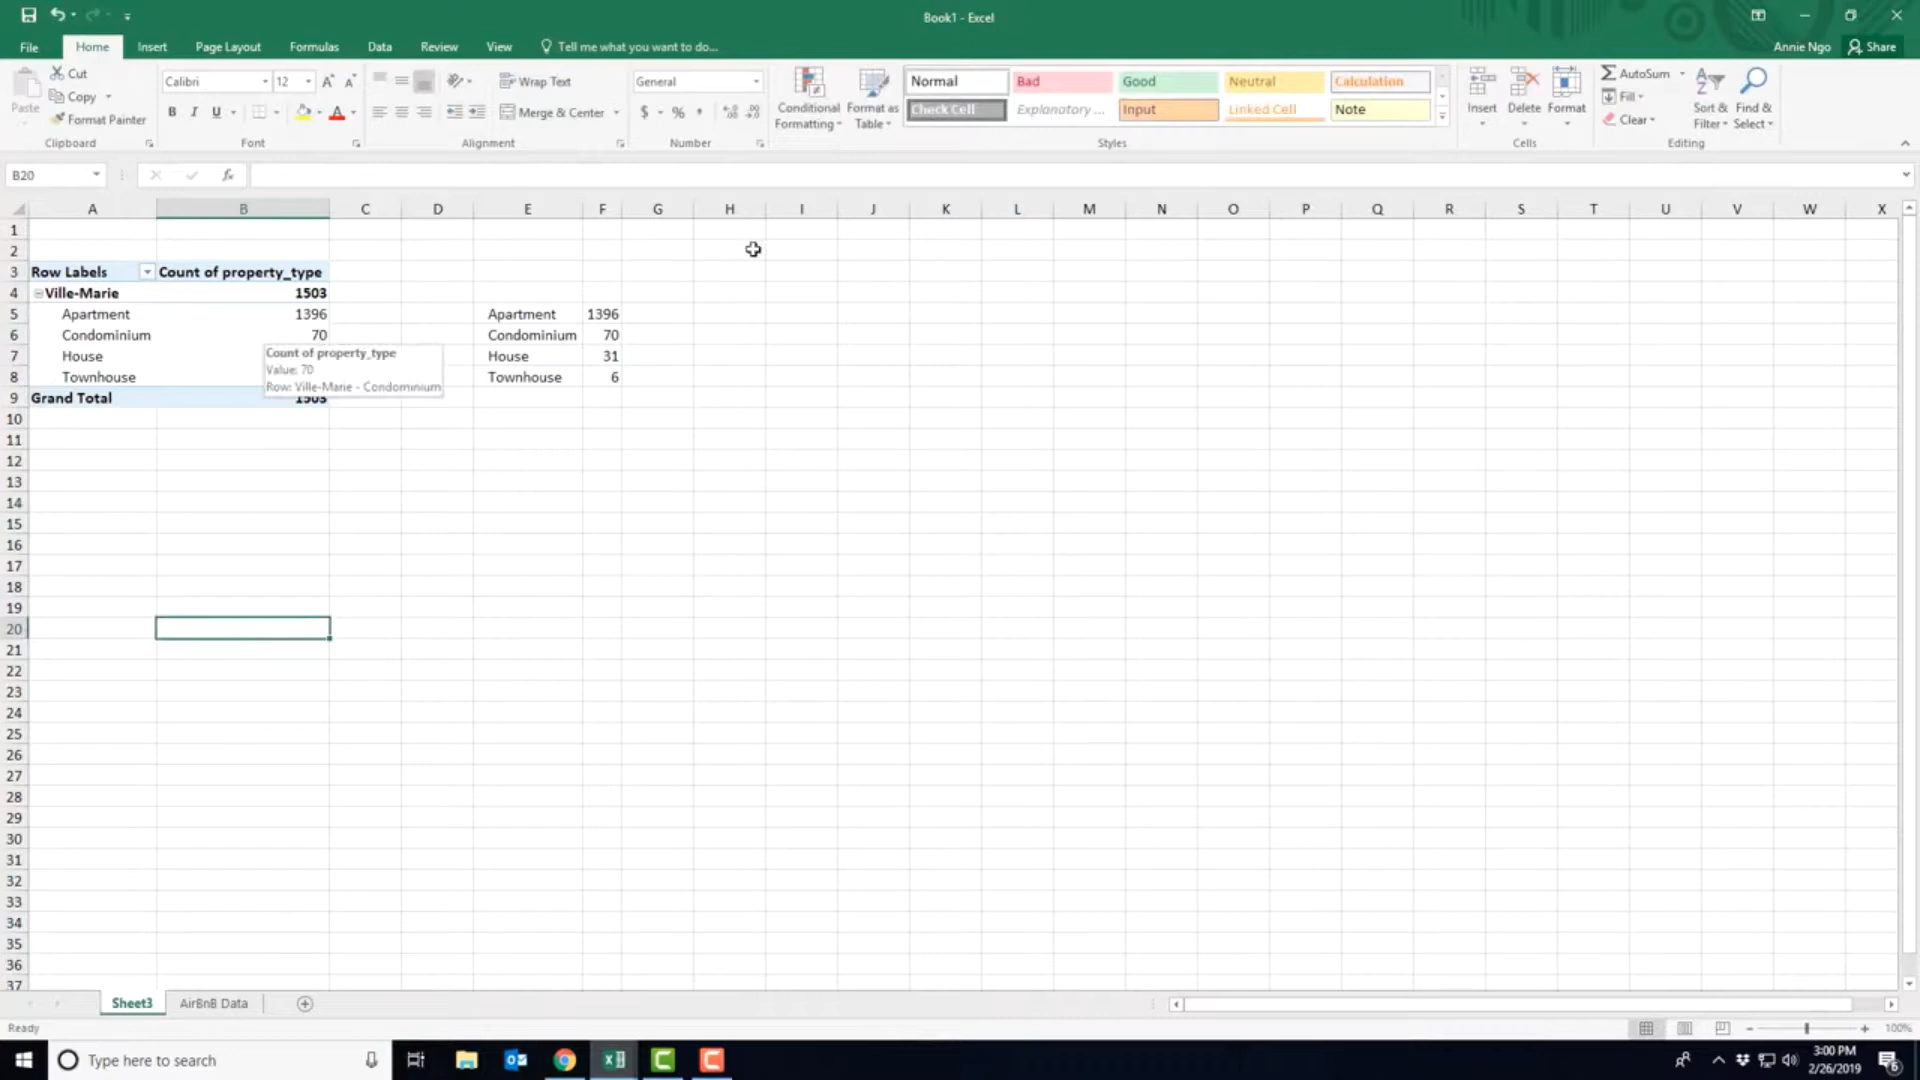 Book1 - Excel
File Home Insert Page Layout Formulas Data Review View Tell me what you want to do... Annie Ngo Share
Paste
Cut
Copy
Format Painter
Clipboard
Calibri 12 A A
B I U A
Font
Wrap Text
Merge & Center
Alignment
General
$ % ,
Number
Conditional Formatting
Format as Table
Normal Bad Good Neutral Calculation
Check Cell Explanatory ... Input Linked Cell Note
Styles
Insert Delete Format
Cells
AutoSum
Fill
Clear
Sort & Filter
Find & Select
Editing
B20 fx
A B C D E F G H I J K L M N O P Q R S T U V W X
1
2
3 Row Labels Count of property_type
4 Ville-Marie 1503
5 Apartment 1396 Apartment 1396
6 Condominium 70 Condominium 70
7 House House 31
8 Townhouse Townhouse 6
9 Grand Total 1503
Count of property_type
Value: 70
Row: Ville-Marie - Condominium
10
11
12
13
14
15
16
17
18
19
20
21
22
23
24
25
26
27
28
29
30
31
32
33
34
35
36
37
Sheet3 AirBnB Data
Ready 100%
Type here to search
3:00 PM
2/26/2019
6